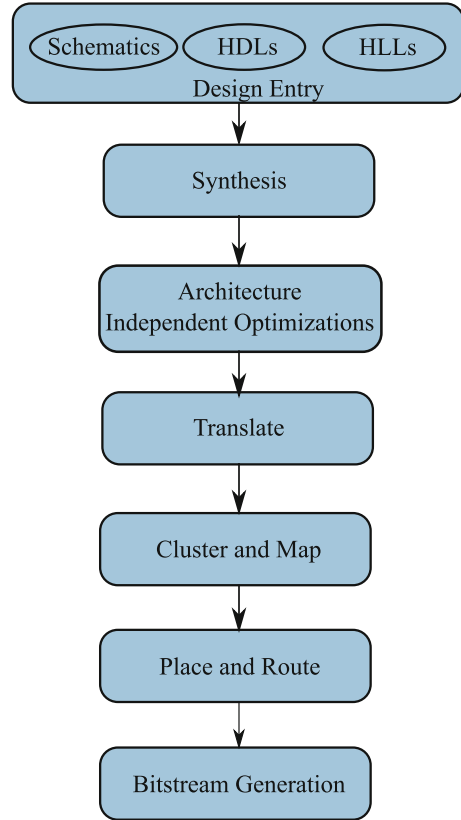 Schematics HDLs HLLs
Design Entry
Synthesis
Architecture
Independent Optimizations
Translate
Cluster and Map
Place and Route
Bitstream Generation